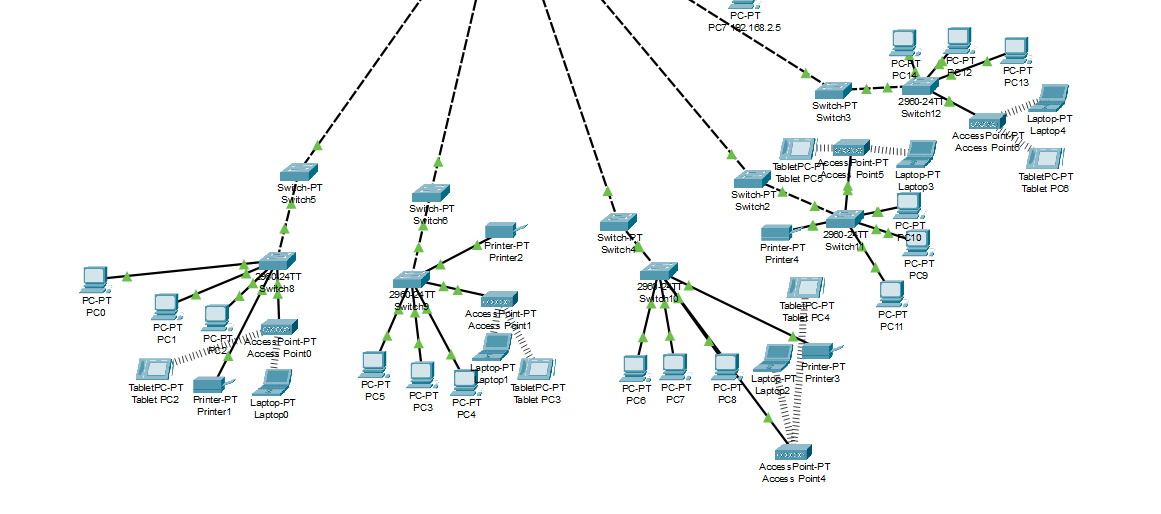 PC-PT
PC7 192.168.2.5
PC-PT
PC14
PC-PT
PC12
PC-PT
PC13
Switch-PT
Switch3
2960-24TT
Switch12
Laptop-PT
Laptop4
AccessPoint-PT
Access Point6
TabletPC-PT
Tablet PC6
TabletPC-PT
Tablet PC5
AccessPoint-PT
Access Point5
Laptop-PT
Laptop3
Switch-PT
Switch2
2960-24TT
Switch11
PC-PT
PC10
Printer-PT
Printer4
PC-PT
PC9
PC-PT
PC11
Switch-PT
Switch5
2960-24TT
Switch8
PC-PT
PC0
PC-PT
PC1
PC-PT
PC2
AccessPoint-PT
Access Point0
TabletPC-PT
Tablet PC2
Printer-PT
Printer1
Laptop-PT
Laptop0
Switch-PT
Switch6
Printer-PT
Printer2
2960-24TT
Switch9
AccessPoint-PT
Access Point1
PC-PT
PC5
PC-PT
PC3
PC-PT
PC4
Laptop-PT
Laptop1
TabletPC-PT
Tablet PC3
Switch-PT
Switch4
2960-24TT
Switch10
TabletPC-PT
Tablet PC4
PC-PT
PC6
PC-PT
PC7
PC-PT
PC8
Laptop-PT
Laptop2
Printer-PT
Printer3
AccessPoint-PT
Access Point4